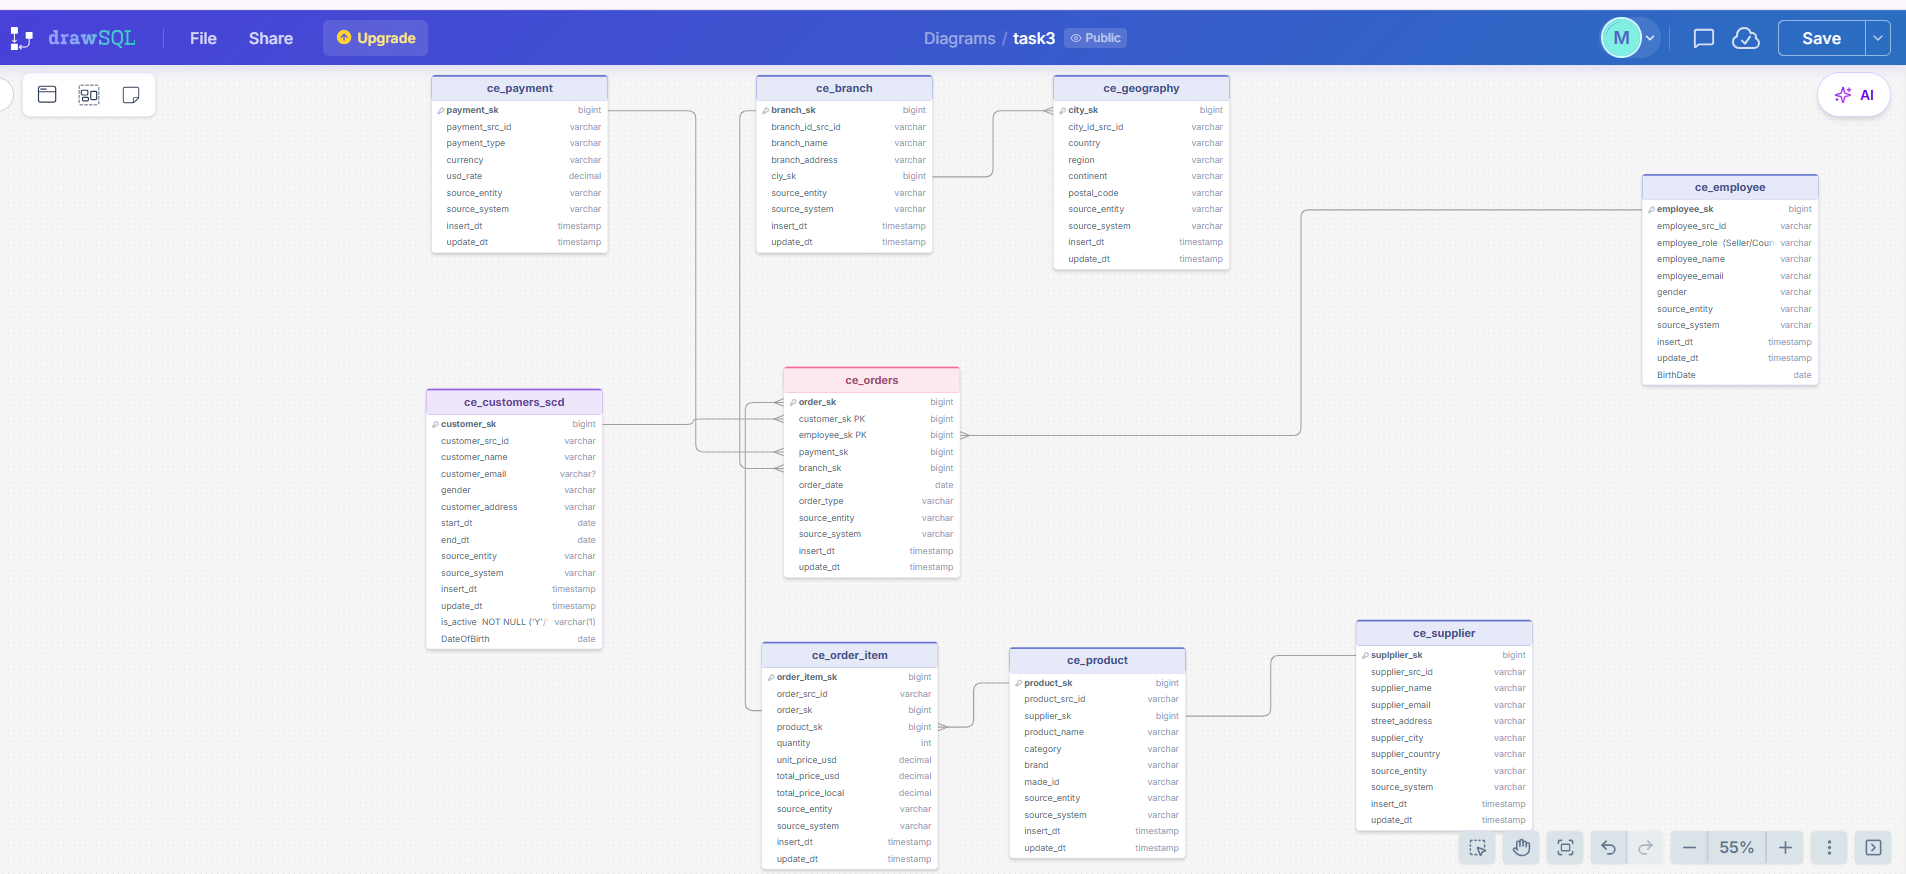 drawSQL
File
Share
Upgrade
Diagrams / task3
Public
M
Save
AI
ce_payment
payment_sk bigint
payment_src_id varchar
payment_type varchar
currency varchar
usd_rate decimal
source_entity varchar
source_system varchar
insert_dt timestamp
update_dt timestamp
ce_branch
branch_sk bigint
branch_id_src_id varchar
branch_name varchar
branch_address varchar
ciy_sk bigint
source_entity varchar
source_system varchar
insert_dt timestamp
update_dt timestamp
ce_geography
city_sk bigint
city_id_src_id varchar
country varchar
region varchar
continent varchar
postal_code varchar
source_entity varchar
source_system varchar
insert_dt timestamp
update_dt timestamp
ce_employee
employee_sk bigint
employee_src_id varchar
employee_role (Seller/Couri varchar
employee_name varchar
employee_email varchar
gender varchar
source_entity varchar
source_system varchar
insert_dt timestamp
update_dt timestamp
BirthDate date
ce_customers_scd
customer_sk bigint
customer_src_id varchar
customer_name varchar
customer_email varchar?
gender varchar
customer_address varchar
start_dt date
end_dt date
source_entity varchar
source_system varchar
insert_dt timestamp
update_dt timestamp
is_active NOT NULL ('Y'/ varchar(1)
DateOfBirth date
ce_orders
order_sk bigint
customer_sk PK bigint
employee_sk PK bigint
payment_sk bigint
branch_sk bigint
order_date date
order_type varchar
source_entity varchar
source_system varchar
insert_dt timestamp
update_dt timestamp
ce_order_item
order_item_sk bigint
order_src_id varchar
order_sk bigint
product_sk bigint
quantity int
unit_price_usd decimal
total_price_usd decimal
total_price_local decimal
source_entity varchar
source_system varchar
insert_dt timestamp
update_dt timestamp
ce_product
product_sk bigint
product_src_id varchar
supplier_sk bigint
product_name varchar
category varchar
brand varchar
made_id varchar
source_entity varchar
source_system varchar
insert_dt timestamp
update_dt timestamp
ce_supplier
suplplier_sk bigint
supplier_src_id varchar
supplier_name varchar
supplier_email varchar
street_address varchar
supplier_city varchar
supplier_country varchar
source_entity varchar
source_system varchar
insert_dt timestamp
update_dt timestamp
55%